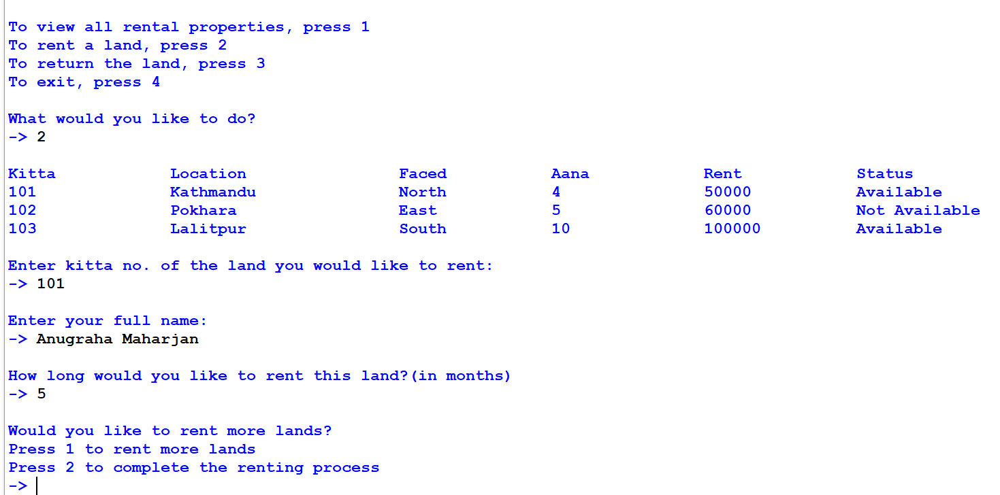 To view all rental properties, press 1
To rent a land, press 2
To return the land, press 3
To exit, press 4
What would you like to do?
-> 2
Kitta Location Faced Aana Rent Status
101 Kathmandu North 4 50000 Available
102 Pokhara East 5 60000 Not Available
103 Lalitpur South 10 100000 Available
Enter kitta no. of the land you would like to rent:
-> 101
Enter your full name:
-> Anugraha Maharjan
How long would you like to rent this land?(in months)
-> 5
Would you like to rent more lands?
Press 1 to rent more lands
Press 2 to complete the renting process
->